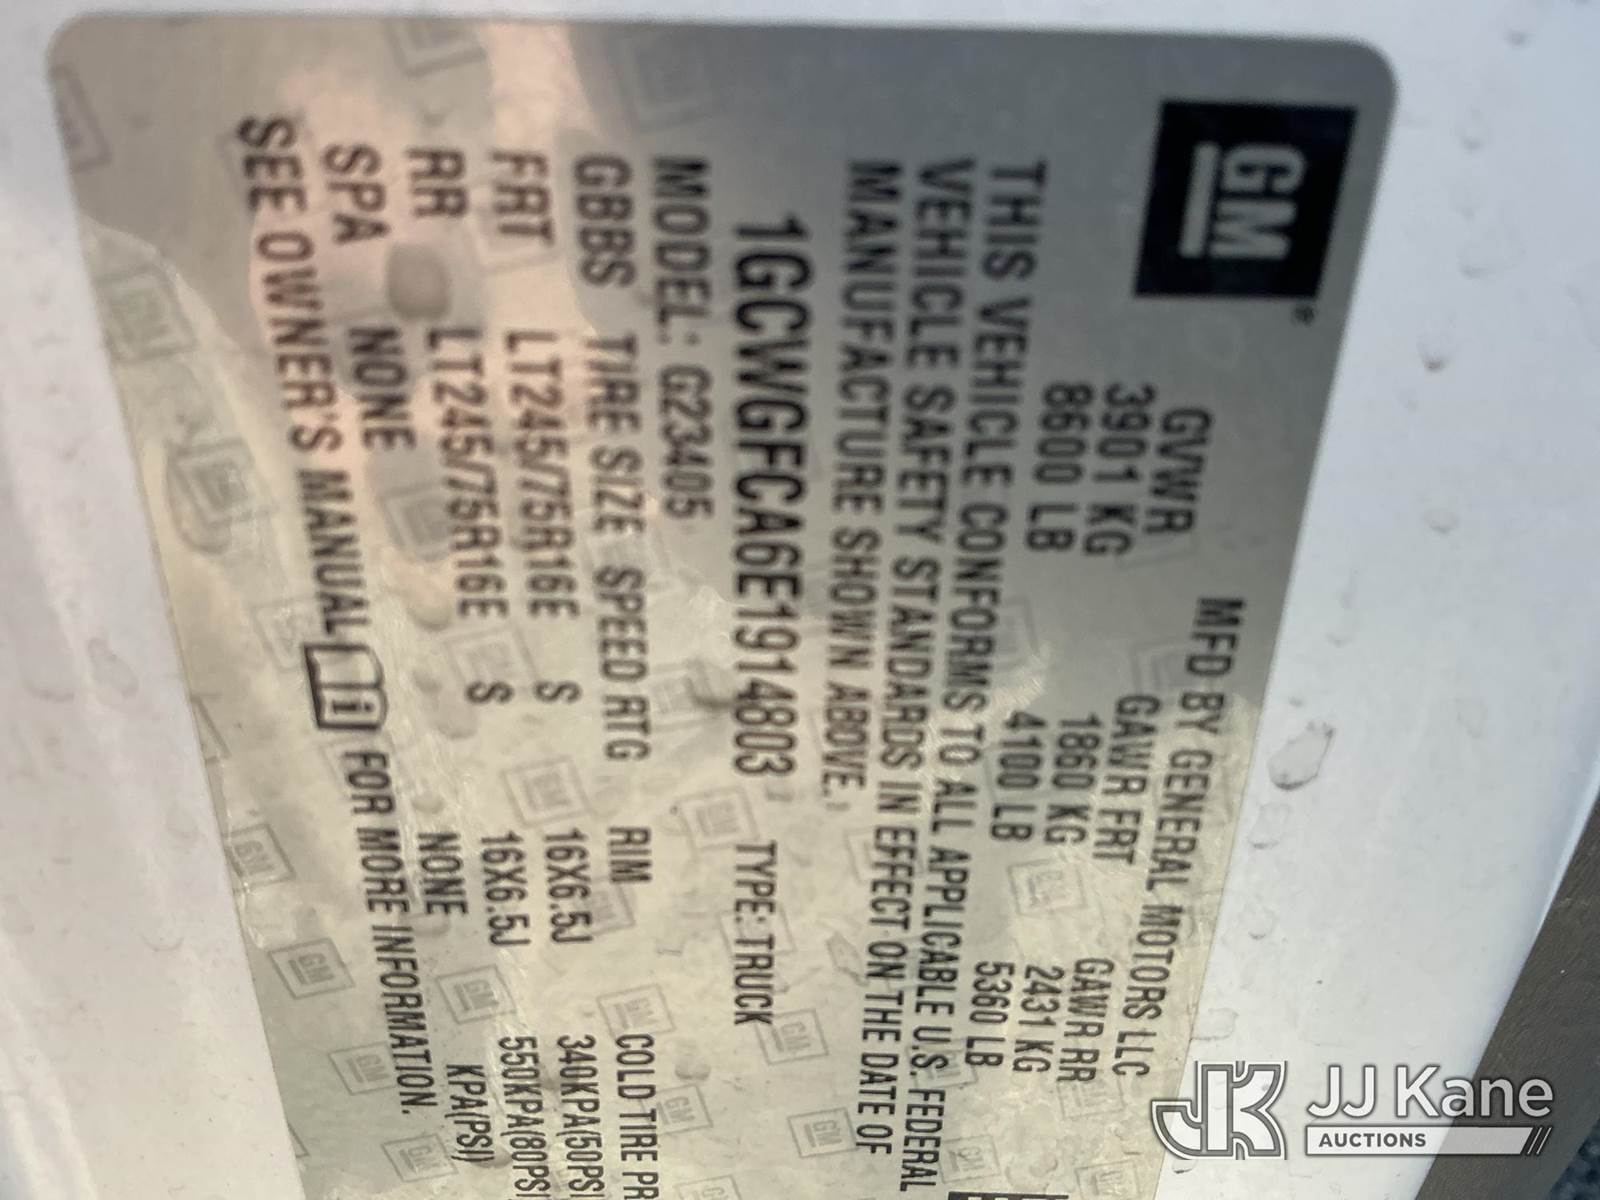 GM
MFD BY GENERAL MOTORS LLC
GVWR GAWR FRT GAWR RR
3901 KG 1860 KG 2431 KG
8600 LB 4100 LB 5360 LB
THIS VEHICLE CONFORMS TO ALL APPLICABLE U.S. FEDERAL
VEHICLE SAFETY STANDARDS IN EFFECT ON THE DATE OF
MANUFACTURE SHOWN ABOVE.
1GCWGFCA6E1914803 TYPE: TRUCK
MODEL: G23405
GBBS TIRE SIZE SPEED RTG RIM COLD TIRE PR
FRT LT245/75R16E S 16X6.5J 340KPA(50PSI
RR LT245/75R16E S 16X6.5J 550KPA(80PSI
SPA NONE NONE KPA(PSI)
SEE OWNER'S MANUAL i FOR MORE INFORMATION.
JK JJ Kane
AUCTIONS